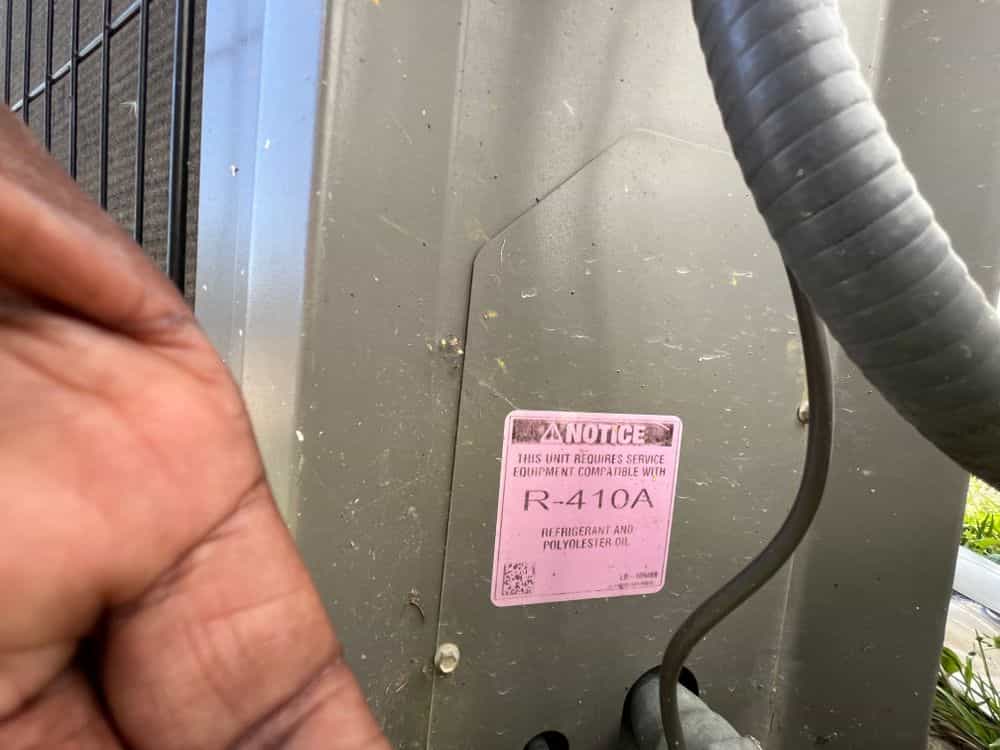 ⚠NOTICE
THIS UNIT REQUIRES SERVICE
EQUIPMENT COMPATIBLE WITH
R-410A
REFRIGERANT AND
POLYOLESTER OIL